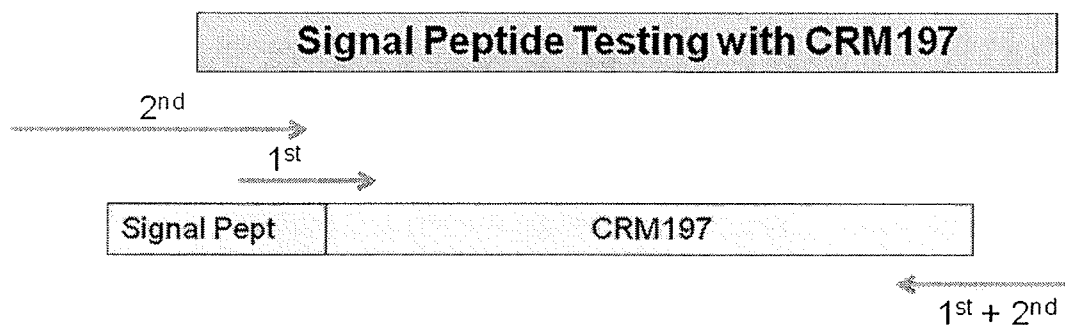 Signal Peptide Testing with CRM197
2nd
1st
Signal Pept CRM197
1st + 2nd